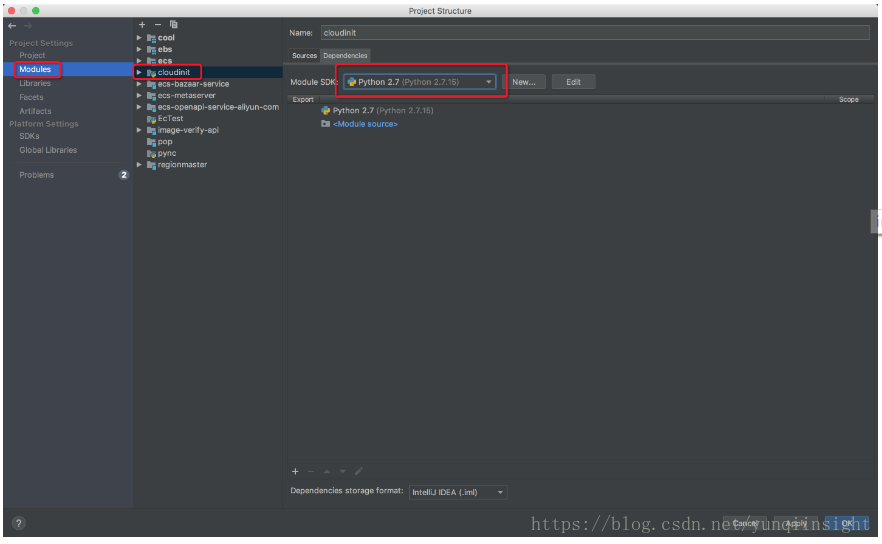 Project Structure
Project Settings
Project
Modules
Libraries
Facets
Artifacts
Platform Settings
SDKs
Global Libraries
Problems 2
cool
ebs
ecs
cloudinit
ecs-bazaar-service
ecs-metaserver
ecs-openapi-service-aliyun-com
EcTest
image-verify-api
pop
pync
regionmaster
Name: cloudinit
Sources Dependencies
Module SDK: Python 2.7 (Python 2.7.15) New... Edit
Export Scope
Python 2.7 (Python 2.7.15)
<Module source>
Dependencies storage format: IntelliJ IDEA (.iml)
? Cancel Apply OK
https://blog.csdn.net/yunqiinsight